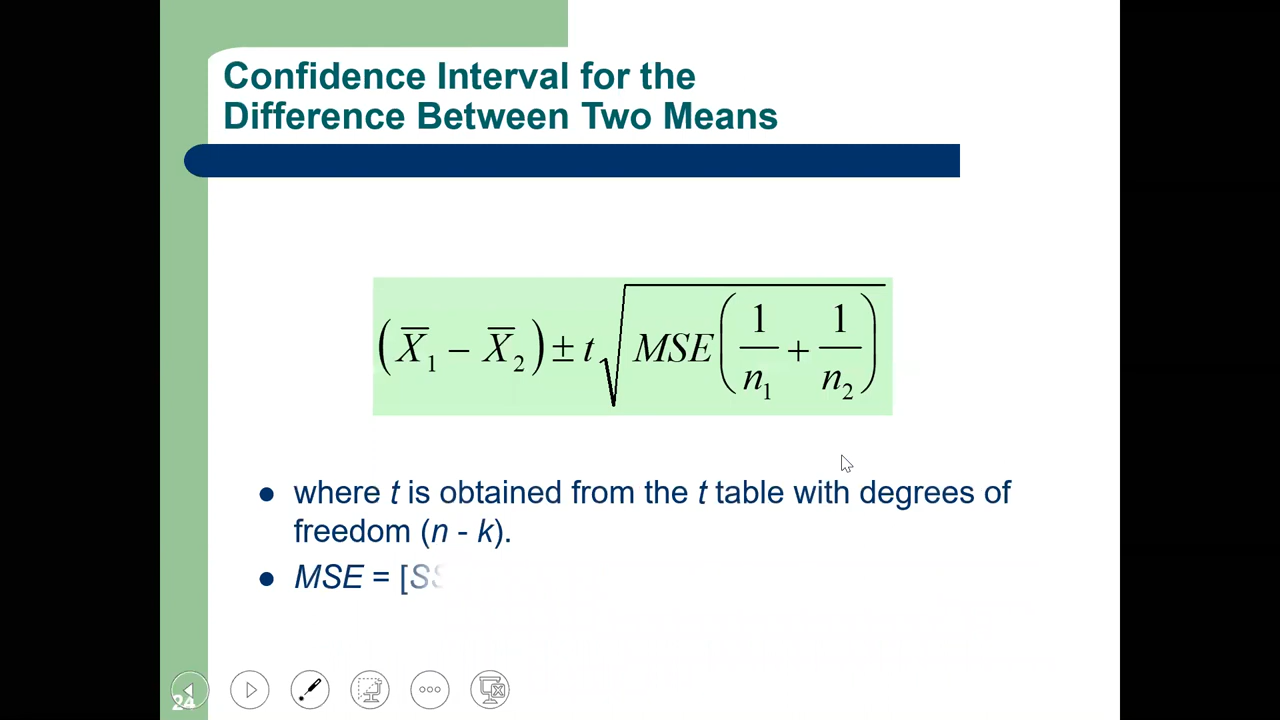 Confidence Interval for the
Difference Between Two Means
(X̄₁ − X̄₂) ± t√MSE(1/n₁ + 1/n₂)
● where t is obtained from the t table with degrees of
freedom (n - k).
● MSE = [SS
24